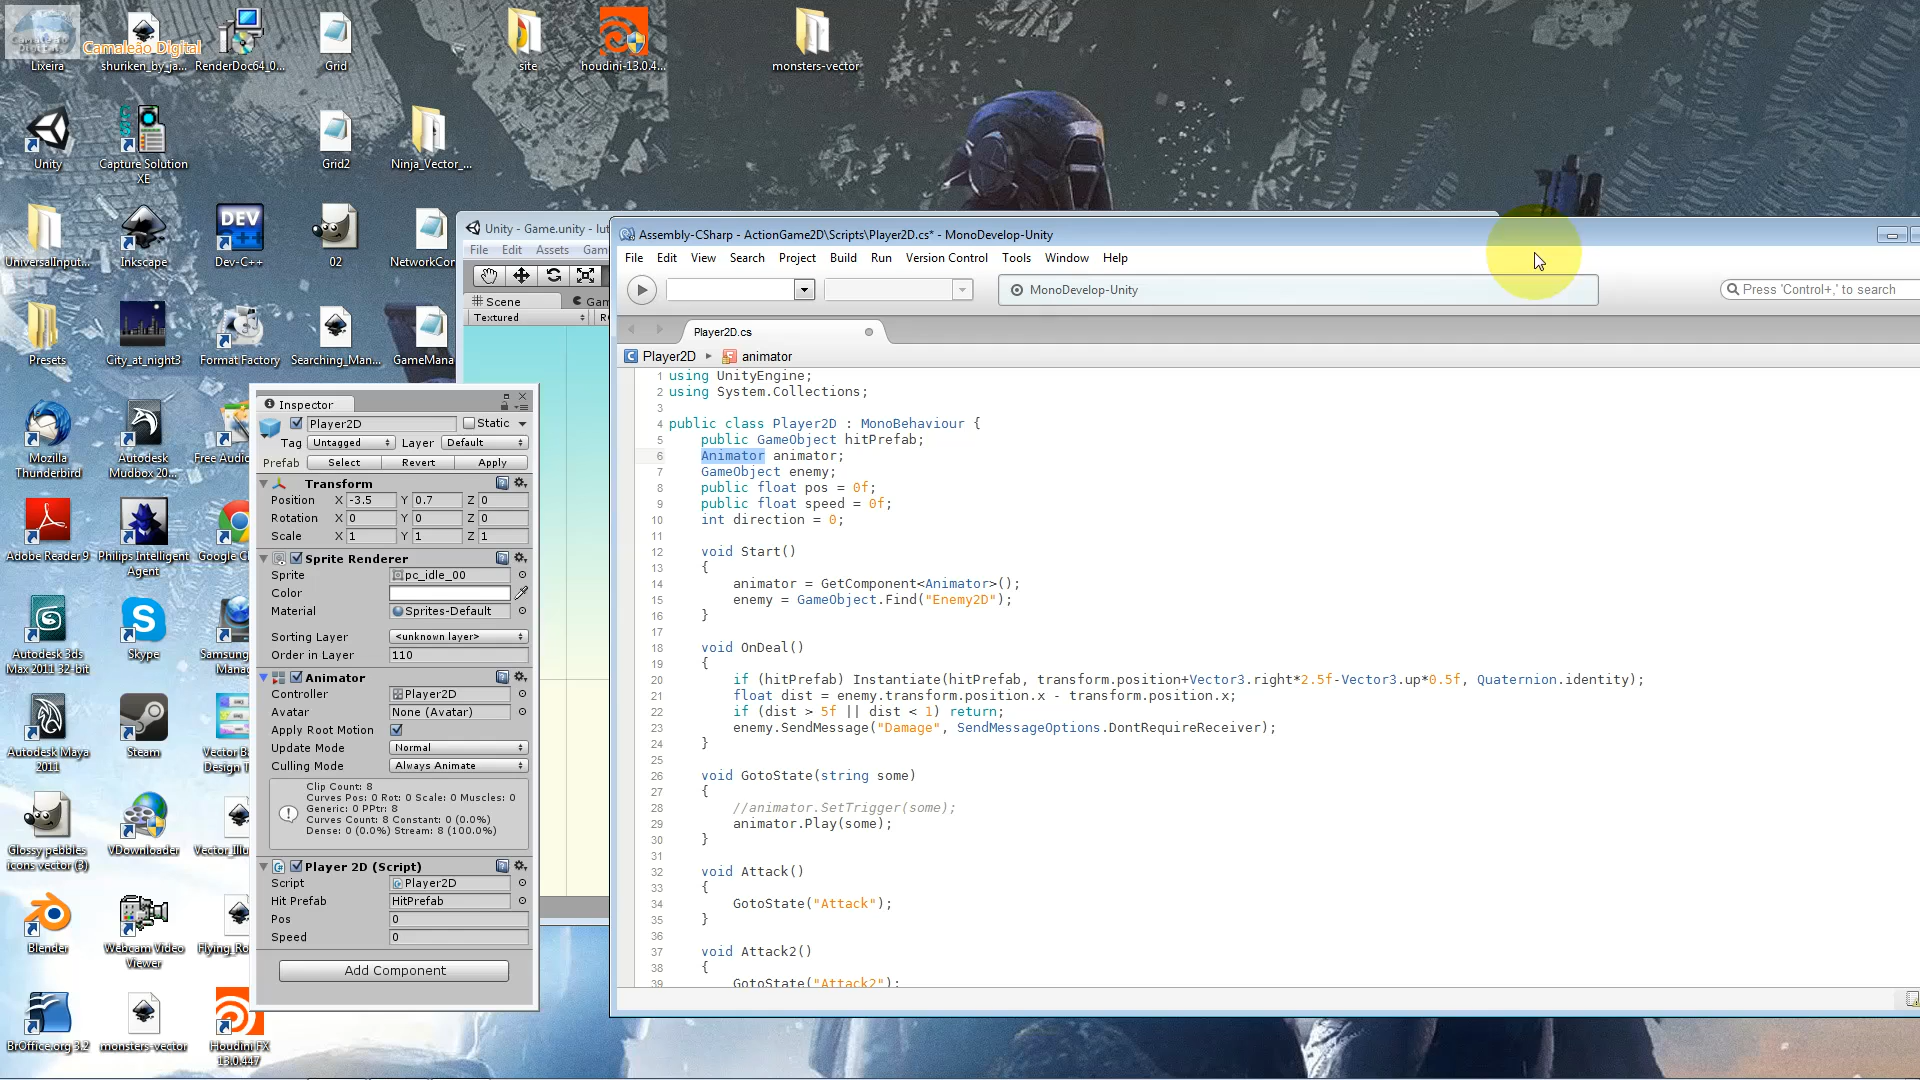 Camaleão Digital
Lixeira
shuriken_by_ja...
RenderDoc64_0...
Grid
site
houdini-13.0.4...
monsters-vector
Unity
Capture Solution XE
Grid2
Ninja_Vector_...
UniversalInput...
Inkscape
Dev-C++
02
NetworkCon
Presets
City_at_night3
Format Factory
Searching_Man...
GameMana
Mozilla Thunderbird
Autodesk Mudbox 20...
Free Audio
Adobe Reader 9
Philips Intelligent Agent
Google C
Autodesk 3ds Max 2011 32-bit
Skype
Samsung Mana
Autodesk Maya 2011
Steam
Vector B
Design T
Glossy pebbles icons vector (3)
VDownloader
Vector_Illu
Blender
Webcam Video Viewer
Flying_Ro
BrOffice.org 3.2
monsters-vector
Houdini FX 13.0.447
Unity - Game.unity - lut
File Edit Assets Gam
Scene Gam
Textured
Inspector
Player2D Static
Tag Untagged Layer Default
Prefab Select Revert Apply
Transform
Position X -3.5 Y 0.7 Z 0
Rotation X 0 Y 0 Z 0
Scale X 1 Y 1 Z 1
Sprite Renderer
Sprite pc_idle_00
Color
Material Sprites-Default
Sorting Layer <unknown layer>
Order in Layer 110
Animator
Controller Player2D
Avatar None (Avatar)
Apply Root Motion
Update Mode Normal
Culling Mode Always Animate
Clip Count: 8
Curves Pos: 0 Rot: 0 Scale: 0 Muscles: 0
Generic: 0 PPtr: 8
Curves Count: 8 Constant: 0 (0.0%)
Dense: 0 (0.0%) Stream: 8 (100.0%)
Player 2D (Script)
Script Player2D
Hit Prefab HitPrefab
Pos 0
Speed 0
Add Component
Assembly-CSharp - ActionGame2D\Scripts\Player2D.cs* - MonoDevelop-Unity
File Edit View Search Project Build Run Version Control Tools Window Help
MonoDevelop-Unity
Press 'Control+,' to search
Player2D.cs
Player2D animator
1 using UnityEngine;
2 using System.Collections;
3
4 public class Player2D : MonoBehaviour {
5 public GameObject hitPrefab;
6 Animator animator;
7 GameObject enemy;
8 public float pos = 0f;
9 public float speed = 0f;
10 int direction = 0;
11
12 void Start()
13 {
14 animator = GetComponent<Animator>();
15 enemy = GameObject.Find("Enemy2D");
16 }
17
18 void OnDeal()
19 {
20 if (hitPrefab) Instantiate(hitPrefab, transform.position+Vector3.right*2.5f-Vector3.up*0.5f, Quaternion.identity);
21 float dist = enemy.transform.position.x - transform.position.x;
22 if (dist > 5f || dist < 1) return;
23 enemy.SendMessage("Damage", SendMessageOptions.DontRequireReceiver);
24 }
25
26 void GotoState(string some)
27 {
28 //animator.SetTrigger(some);
29 animator.Play(some);
30 }
31
32 void Attack()
33 {
34 GotoState("Attack");
35 }
36
37 void Attack2()
38 {
39 GotoState("Attack2");